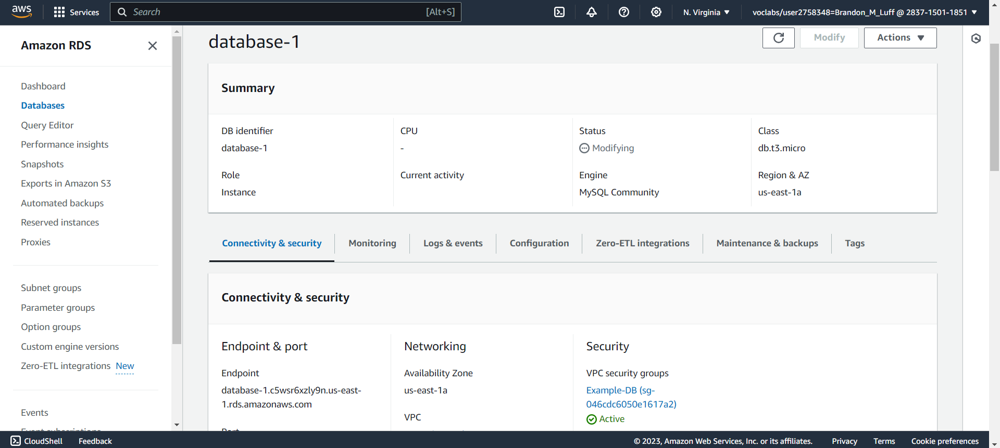 aws
Services
Search
[Alt+S]
N. Virginia
voclabs/user2758348=Brandon_M_Luff @ 2837-1501-1851
Amazon RDS
Dashboard
Databases
Query Editor
Performance insights
Snapshots
Exports in Amazon S3
Automated backups
Reserved instances
Proxies
Subnet groups
Parameter groups
Option groups
Custom engine versions
Zero-ETL integrations New
Events
Event subscriptions
database-1
Modify
Actions
Summary
DB identifier
database-1
Role
Instance
CPU
-
Current activity
Status
Modifying
Engine
MySQL Community
Class
db.t3.micro
Region & AZ
us-east-1a
Connectivity & security
Monitoring
Logs & events
Configuration
Zero-ETL integrations
Maintenance & backups
Tags
Connectivity & security
Endpoint & port
Endpoint
database-1.c5wsr6xzly9n.us-east-
1.rds.amazonaws.com
Port
Networking
Availability Zone
us-east-1a
VPC
Security
VPC security groups
Example-DB (sg-
046cdc6050e1617a2)
Active
CloudShell
Feedback
© 2023, Amazon Web Services, Inc. or its affiliates.
Privacy
Terms
Cookie preferences